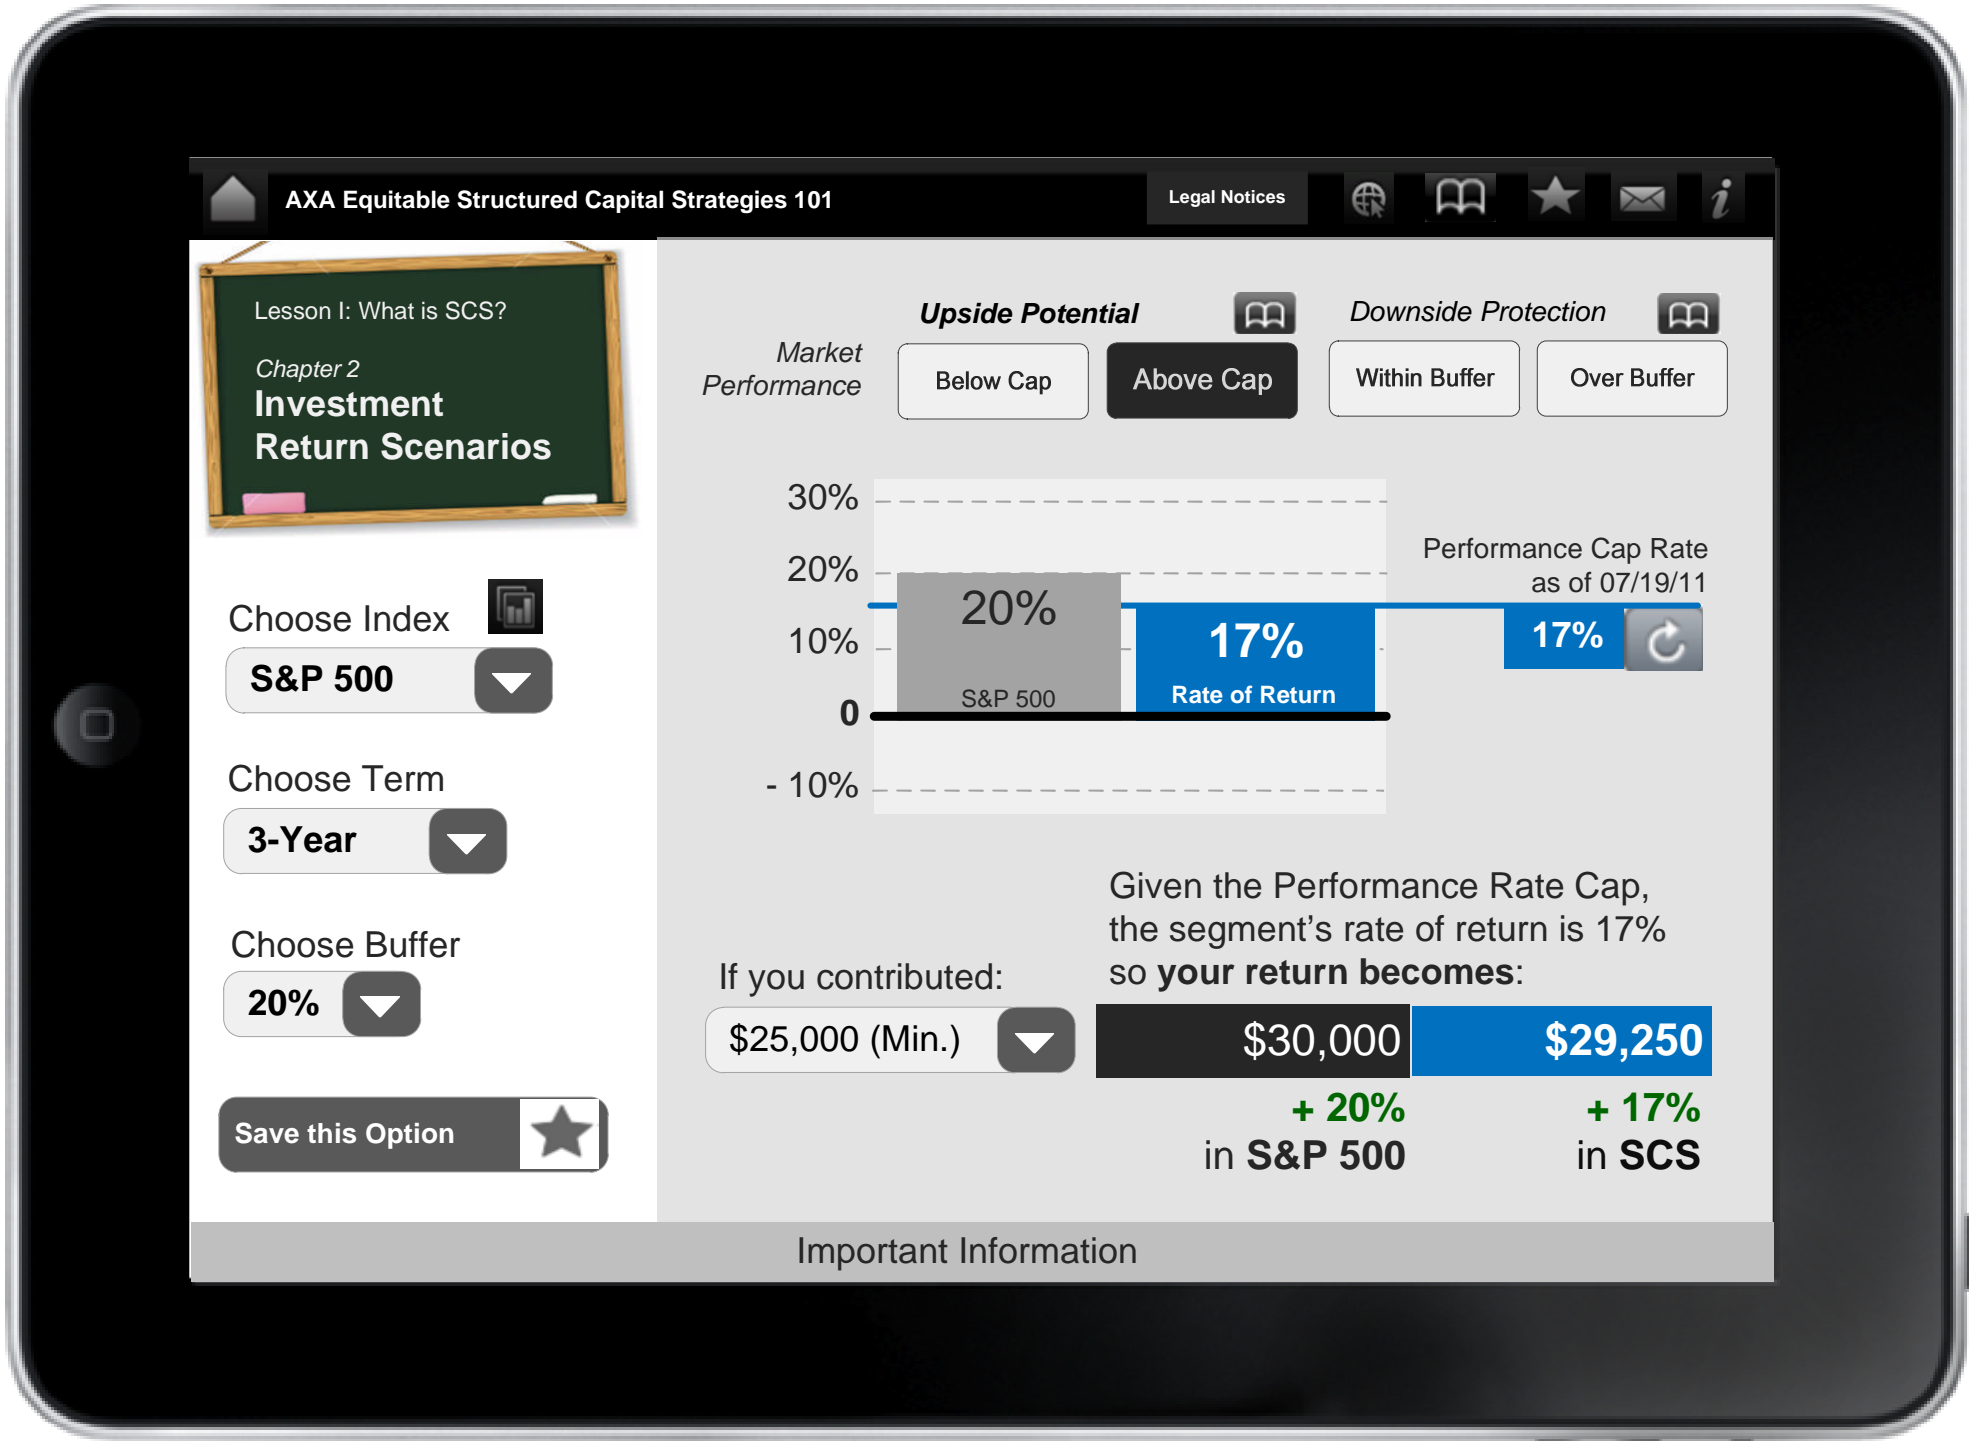 AXA Equitable Structured Capital Strategies 101
Legal Notices
Lesson I: What is SCS?
Chapter 2
Investment
Return Scenarios
Choose Index
S&P 500
Choose Term
3-Year
Choose Buffer
20%
Save this Option
Upside Potential
Downside Protection
Market
Performance
Below Cap
Above Cap
Within Buffer
Over Buffer
30%
20%
10%
0
- 10%
20%
S&P 500
17%
Rate of Return
Performance Cap Rate
as of 07/19/11
17%
Given the Performance Rate Cap,
the segment’s rate of return is 17%
so your return becomes:
If you contributed:
$25,000 (Min.)
$30,000
$29,250
+ 20%
in S&P 500
+ 17%
in SCS
Important Information